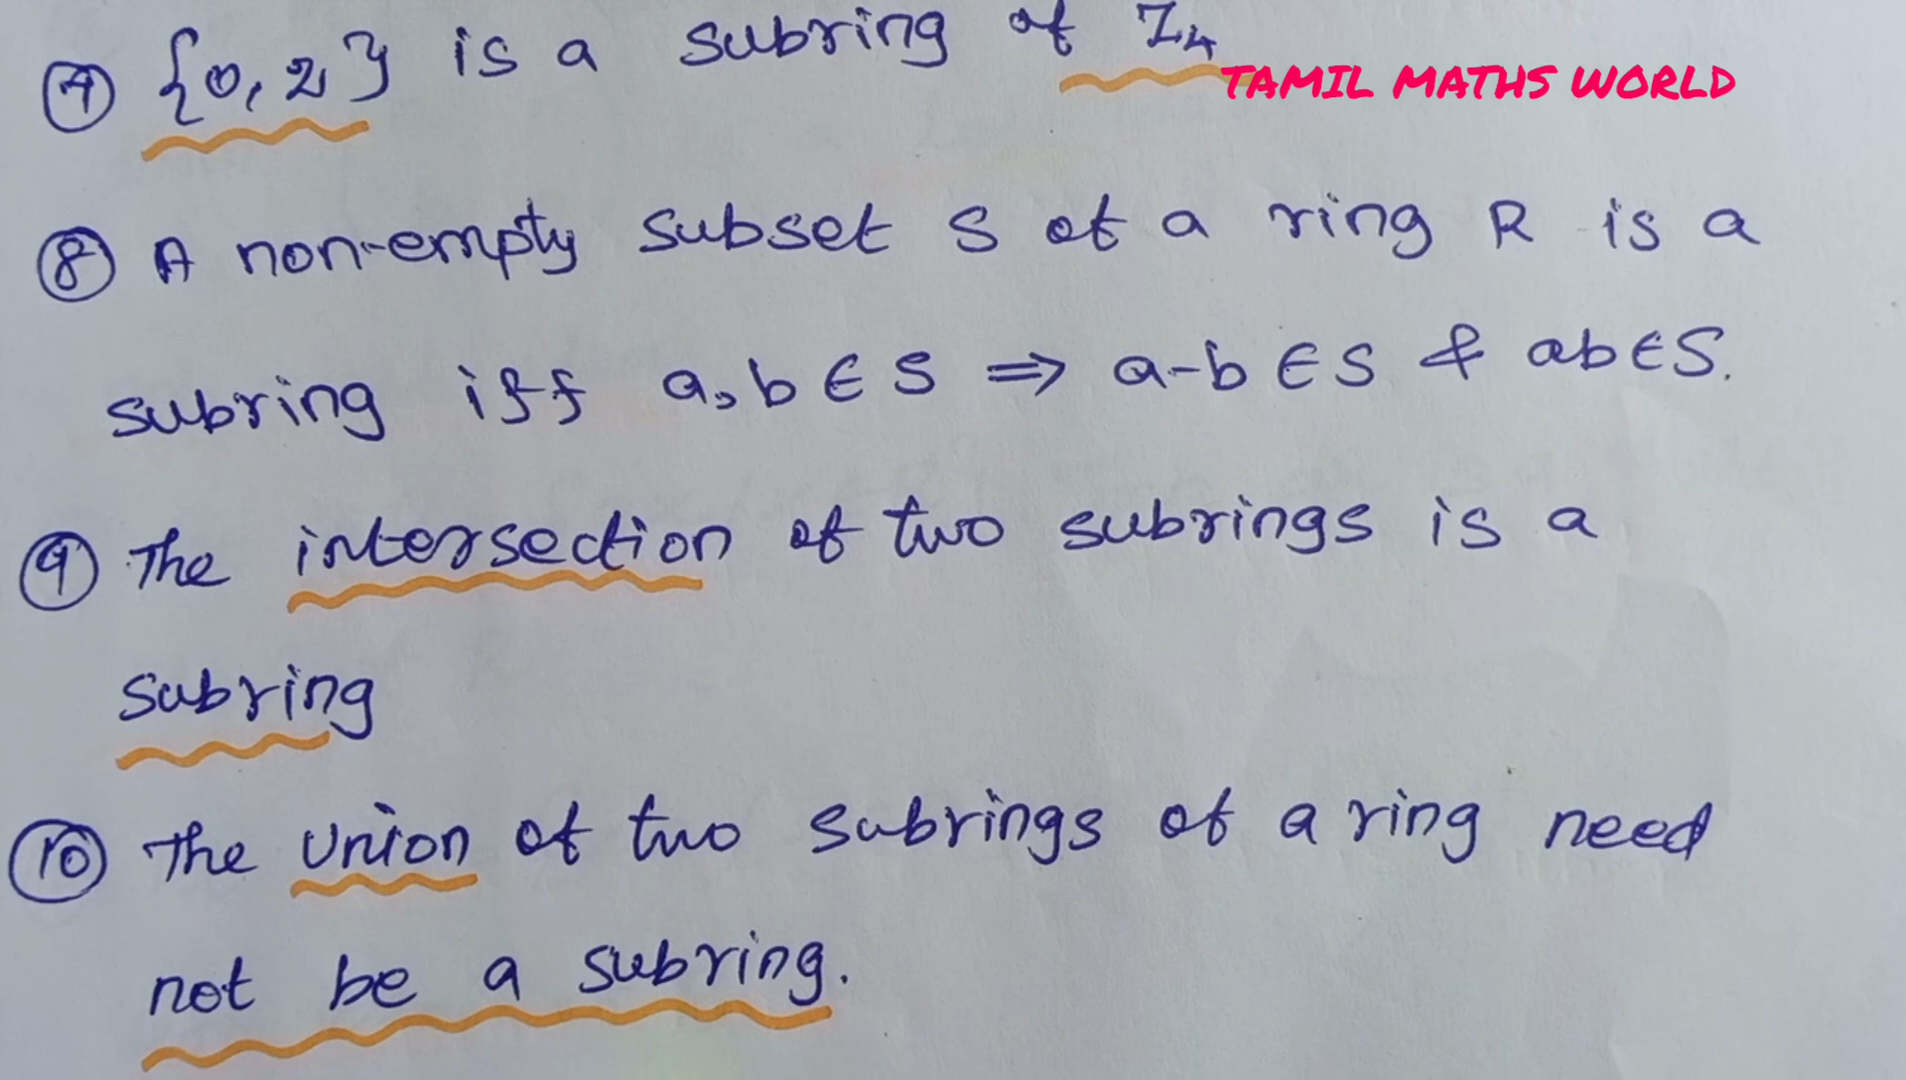 ⑦ {0, 2} is a subring of Z₄
TAMIL MATHS WORLD
⑧ A non-empty subset S of a ring R is a
subring iff a, b ∈ S ⇒ a-b ∈ S & ab ∈ S.
⑨ The intersection of two subrings is a
subring
⑩ The union of two subrings of a ring need
not be a subring.